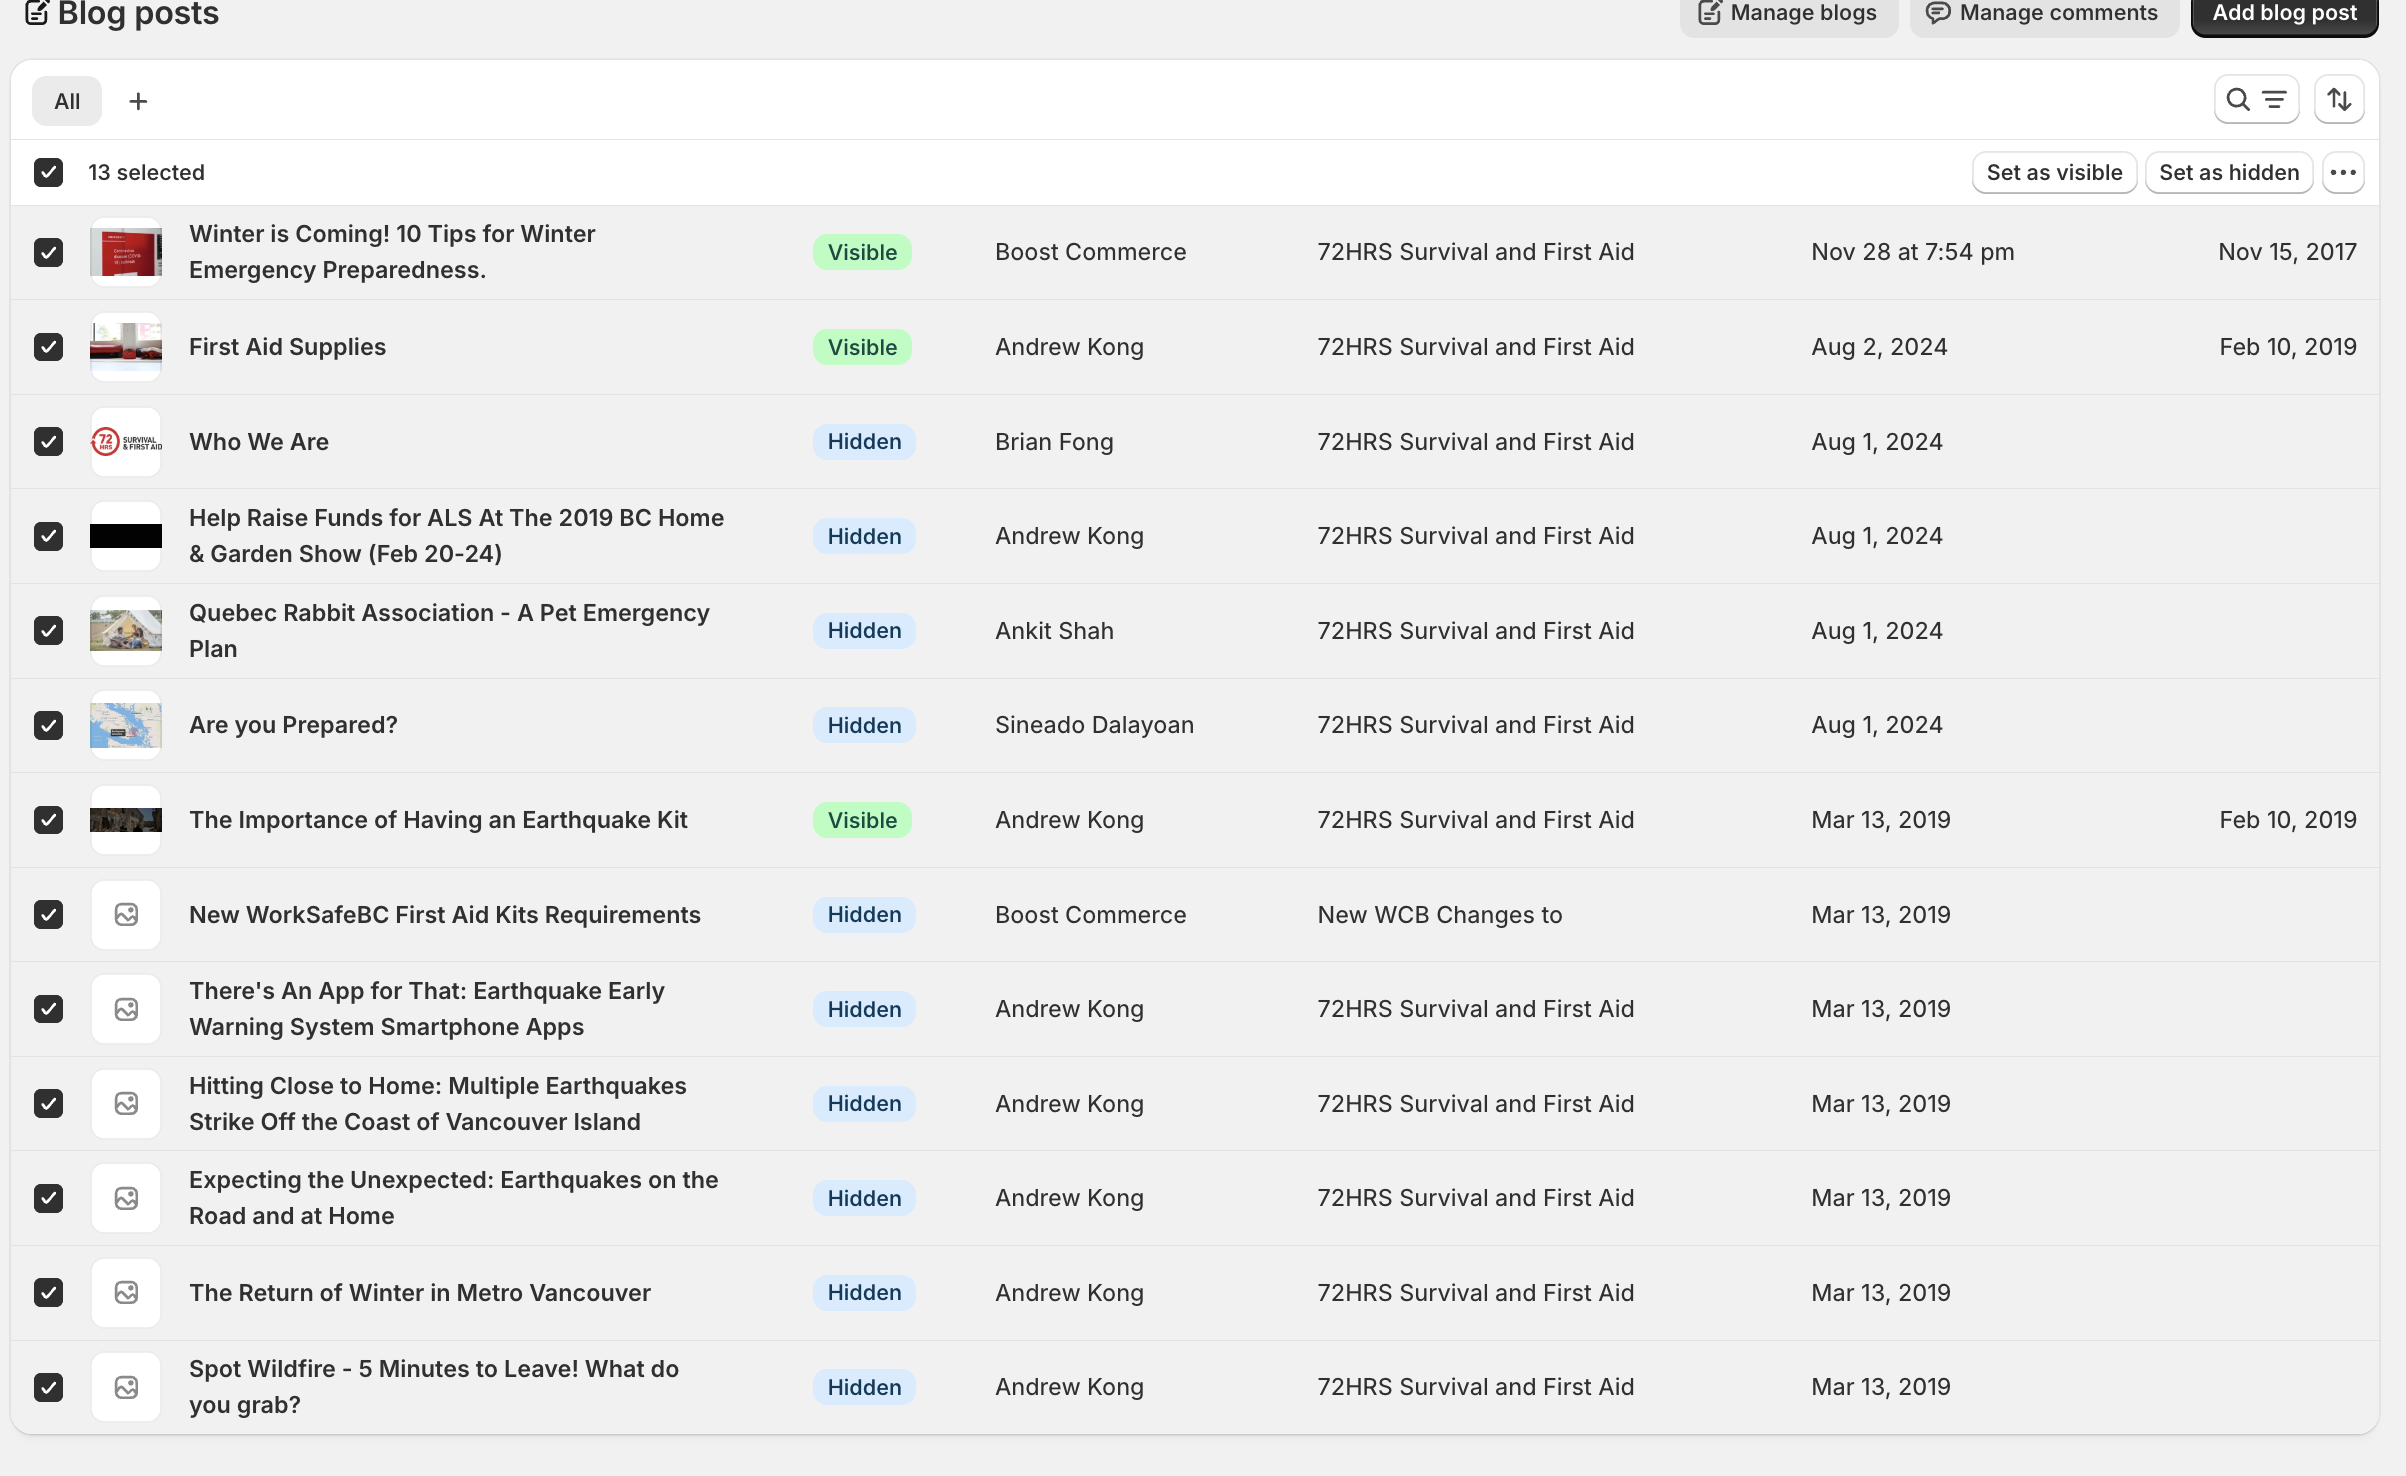 Blog posts
Manage blogs
Manage comments
Add blog post
All
13 selected
Set as visible
Set as hidden
Winter is Coming! 10 Tips for Winter
Emergency Preparedness.
Visible
Boost Commerce
72HRS Survival and First Aid
Nov 28 at 7:54 pm
Nov 15, 2017
First Aid Supplies
Visible
Andrew Kong
72HRS Survival and First Aid
Aug 2, 2024
Feb 10, 2019
72
HRS
SURVIVAL
& FIRST AID
Who We Are
Hidden
Brian Fong
72HRS Survival and First Aid
Aug 1, 2024
Help Raise Funds for ALS At The 2019 BC Home
& Garden Show (Feb 20-24)
Hidden
Andrew Kong
72HRS Survival and First Aid
Aug 1, 2024
Quebec Rabbit Association - A Pet Emergency
Plan
Hidden
Ankit Shah
72HRS Survival and First Aid
Aug 1, 2024
Are you Prepared?
Hidden
Sineado Dalayoan
72HRS Survival and First Aid
Aug 1, 2024
The Importance of Having an Earthquake Kit
Visible
Andrew Kong
72HRS Survival and First Aid
Mar 13, 2019
Feb 10, 2019
New WorkSafeBC First Aid Kits Requirements
Hidden
Boost Commerce
New WCB Changes to
Mar 13, 2019
There's An App for That: Earthquake Early
Warning System Smartphone Apps
Hidden
Andrew Kong
72HRS Survival and First Aid
Mar 13, 2019
Hitting Close to Home: Multiple Earthquakes
Strike Off the Coast of Vancouver Island
Hidden
Andrew Kong
72HRS Survival and First Aid
Mar 13, 2019
Expecting the Unexpected: Earthquakes on the
Road and at Home
Hidden
Andrew Kong
72HRS Survival and First Aid
Mar 13, 2019
The Return of Winter in Metro Vancouver
Hidden
Andrew Kong
72HRS Survival and First Aid
Mar 13, 2019
Spot Wildfire - 5 Minutes to Leave! What do
you grab?
Hidden
Andrew Kong
72HRS Survival and First Aid
Mar 13, 2019